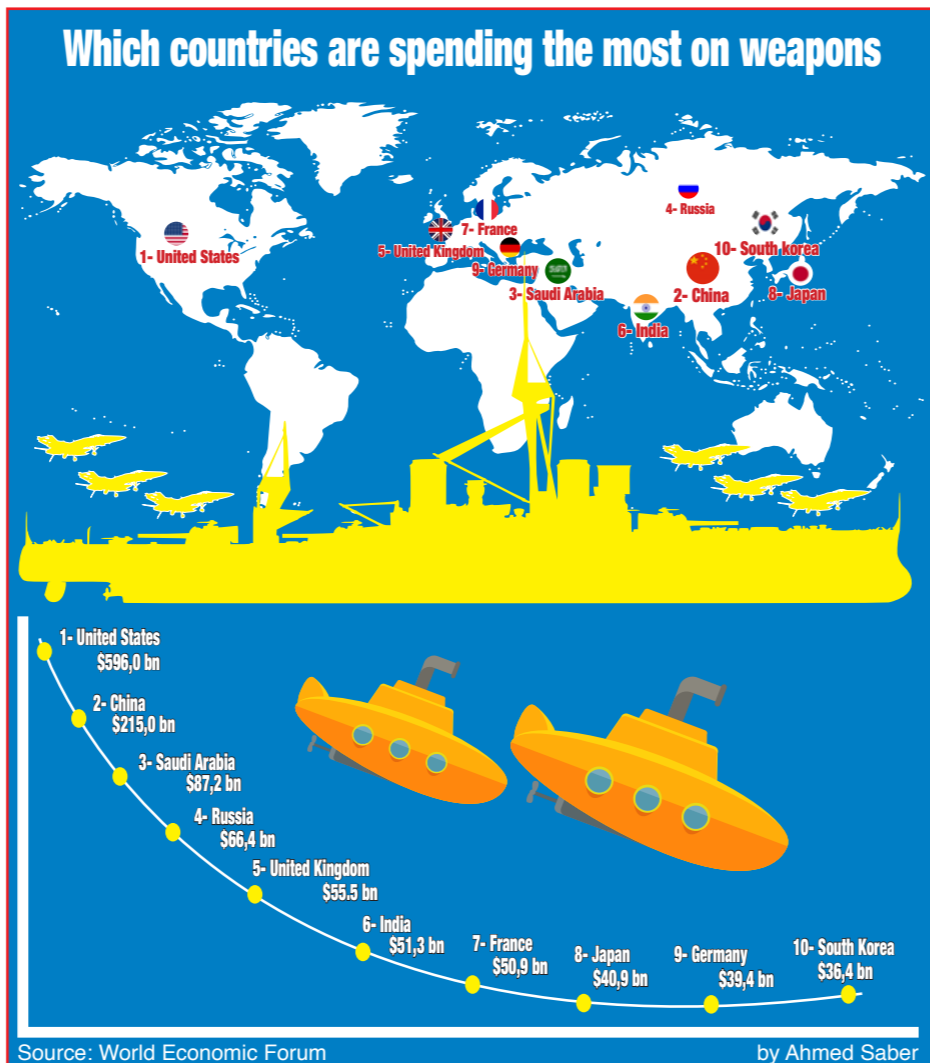 Which countries are spending the most on weapons
4- Russia
7- France
5- United Kingdom
10- South korea
1- United States
9- Germany
3- Saudi Arabia
2- China
8- Japan
6- India
1- United States
$596,0 bn
2- China
$215,0 bn
3- Saudi Arabia
$87,2 bn
4- Russia
$66,4 bn
5- United Kingdom
$55.5 bn
6- India
$51,3 bn
7- France
$50,9 bn
8- Japan
$40,9 bn
9- Germany
$39,4 bn
10- South Korea
$36,4 bn
Source: World Economic Forum
by Ahmed Saber